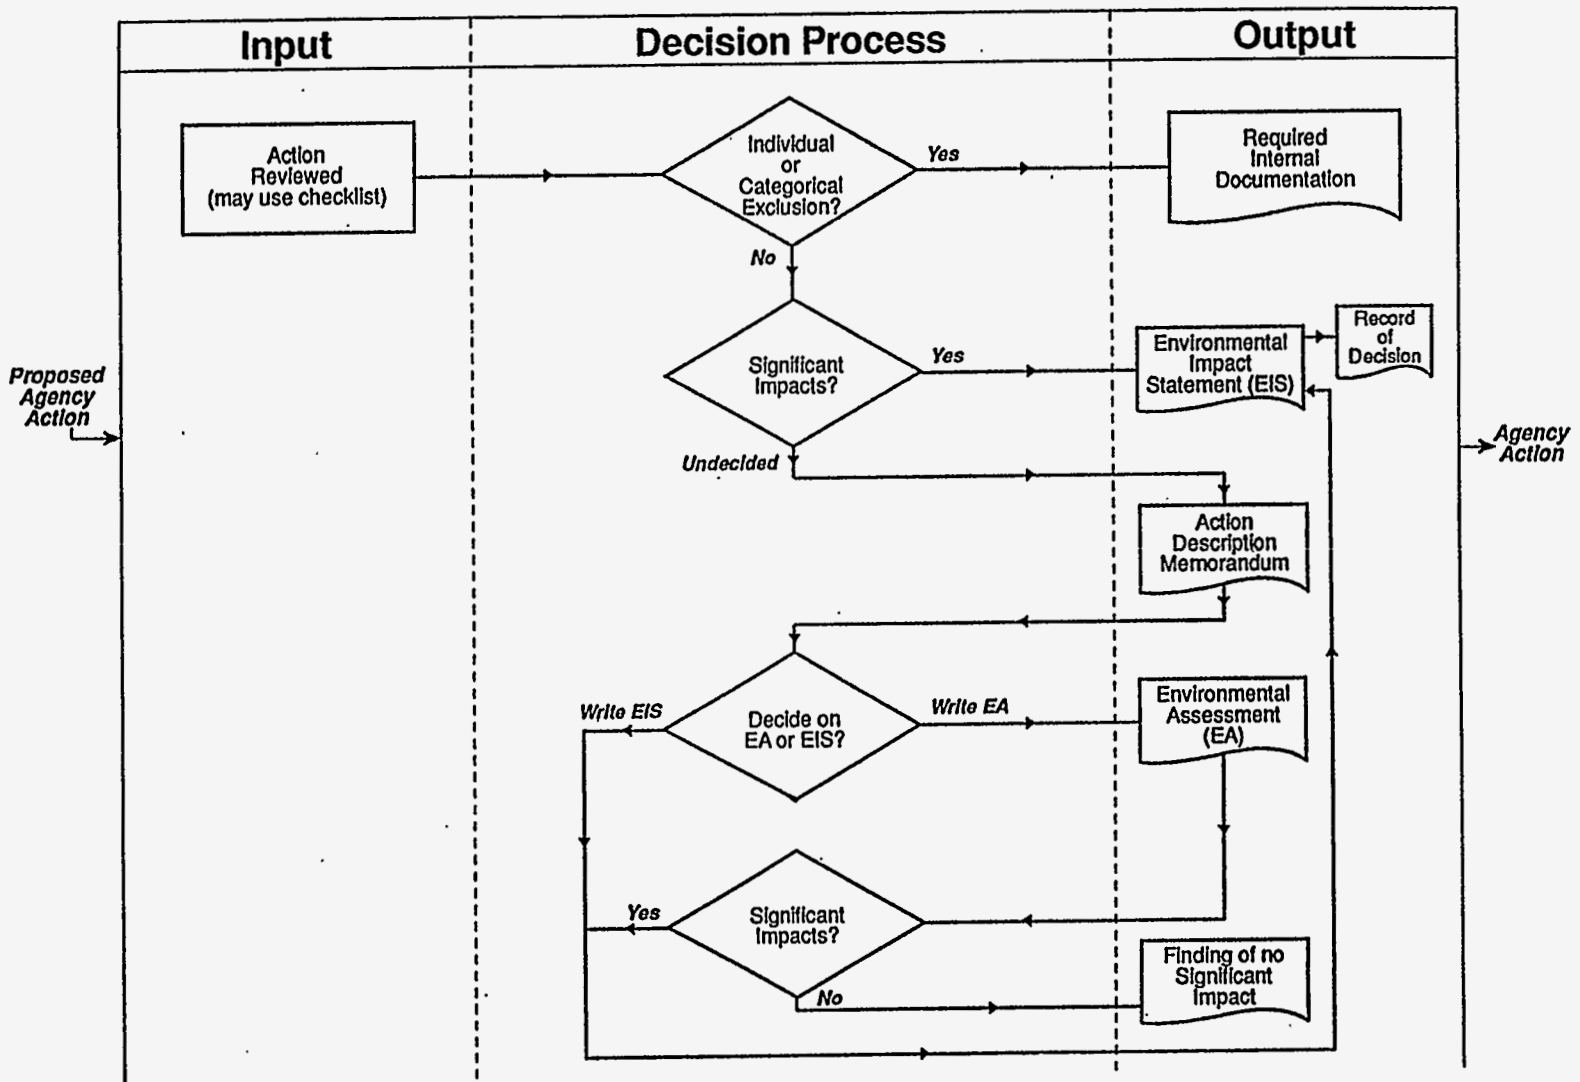 Input
Decision Process
Output
Action
Reviewed
(may use checklist)
Individual
or
Categorical
Exclusion?
Yes
Required
Internal
Documentation
No
Significant
Impacts?
Yes
Environmental
Impact
Statement (EIS)
Record
of
Decision
Proposed
Agency
Action
Agency
Action
Undecided
Action
Description
Memorandum
Write EIS
Decide on
EA or EIS?
Write EA
Environmental
Assessment
(EA)
Yes
Significant
Impacts?
No
Finding of no
Significant
Impact